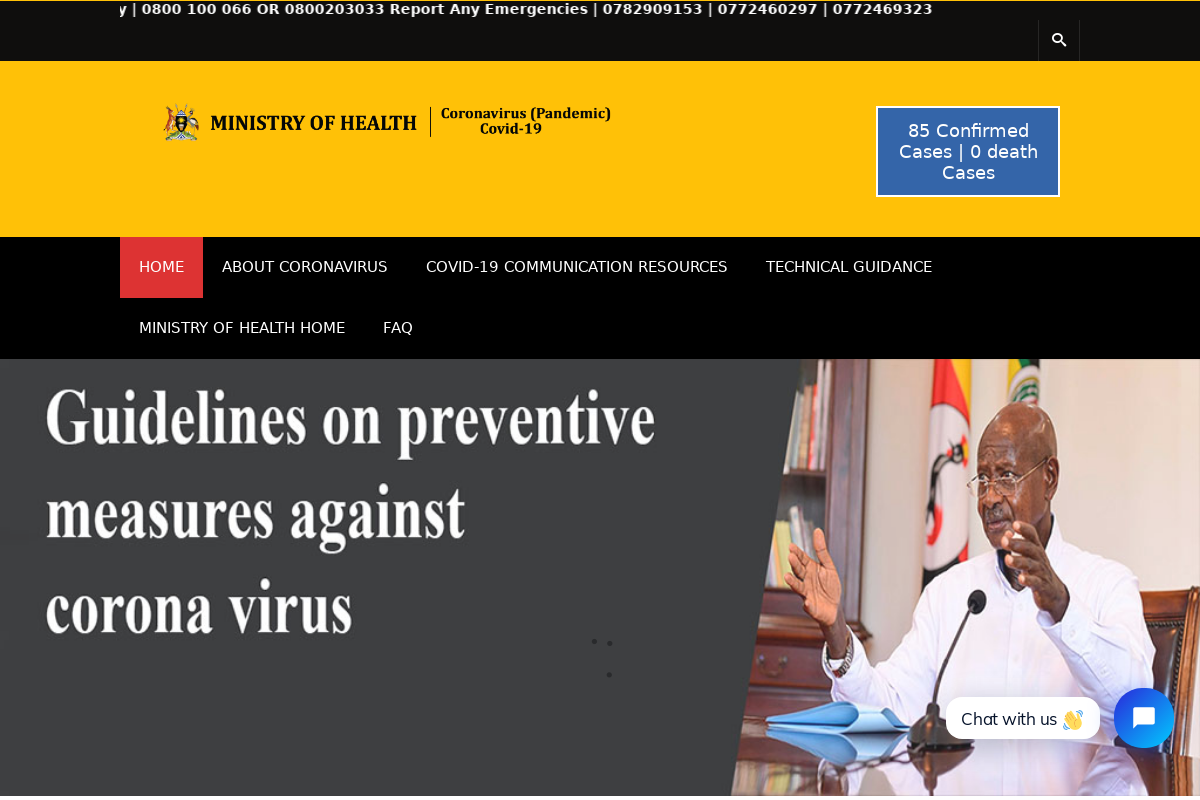 | 0800 100 066 OR 0800203033 Report Any Emergencies | 0782909153 | 0772460297 | 0772469323
MINISTRY OF HEALTH
Coronavirus (Pandemic)
Covid-19
85 Confirmed
Cases | 0 death
Cases
HOME ABOUT CORONAVIRUS COVID-19 COMMUNICATION RESOURCES TECHNICAL GUIDANCE
MINISTRY OF HEALTH HOME FAQ
Guidelines on preventive
measures against
corona virus
Chat with us 👋